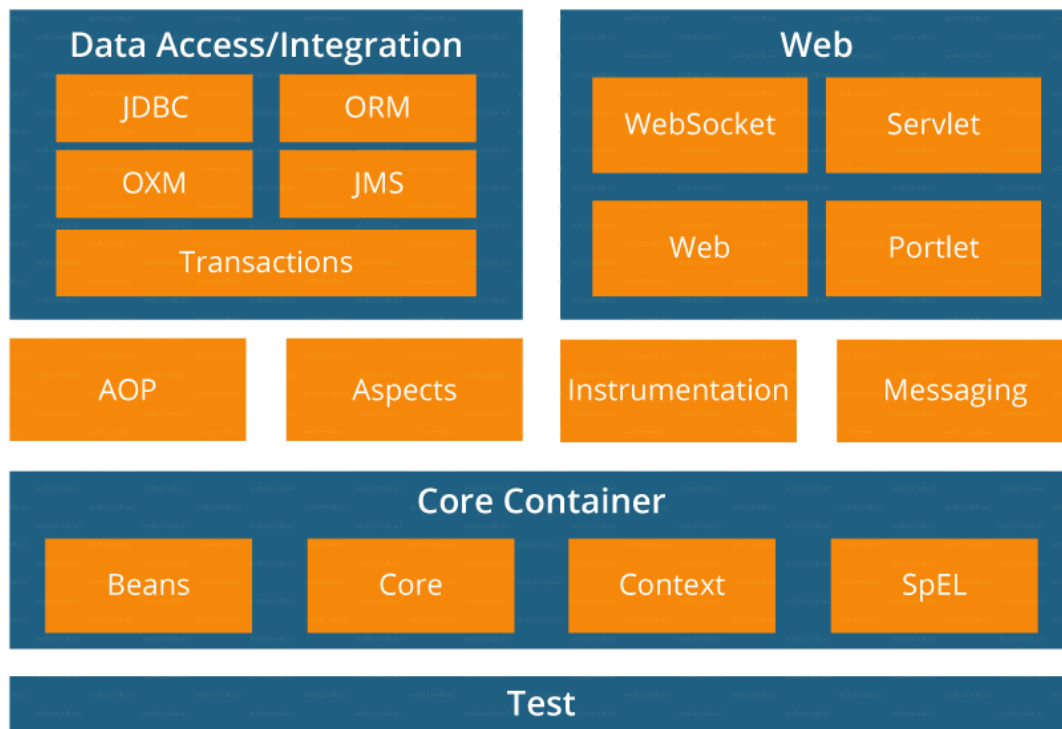 Data Access/Integration
JDBC
ORM
OXM
JMS
Transactions
Web
WebSocket
Servlet
Web
Portlet
AOP
Aspects
Instrumentation
Messaging
Core Container
Beans
Core
Context
SpEL
Test